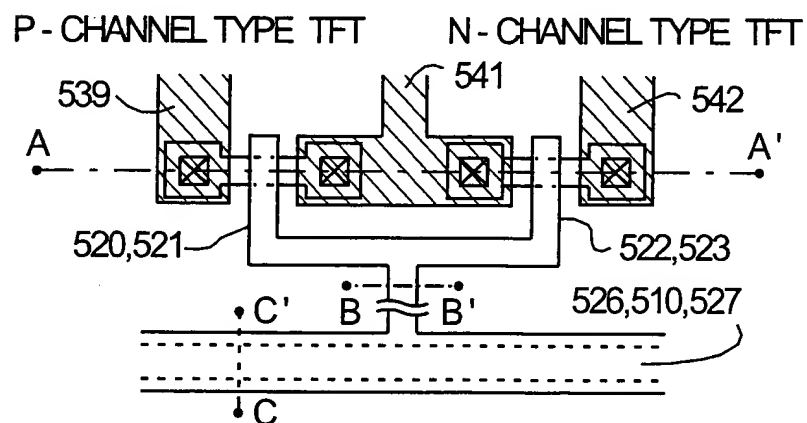 P - CHANNEL TYPE TFT N - CHANNEL TYPE TFT
539 541 542
A A'
520,521 522,523
B B' 526,510,527
C'
C